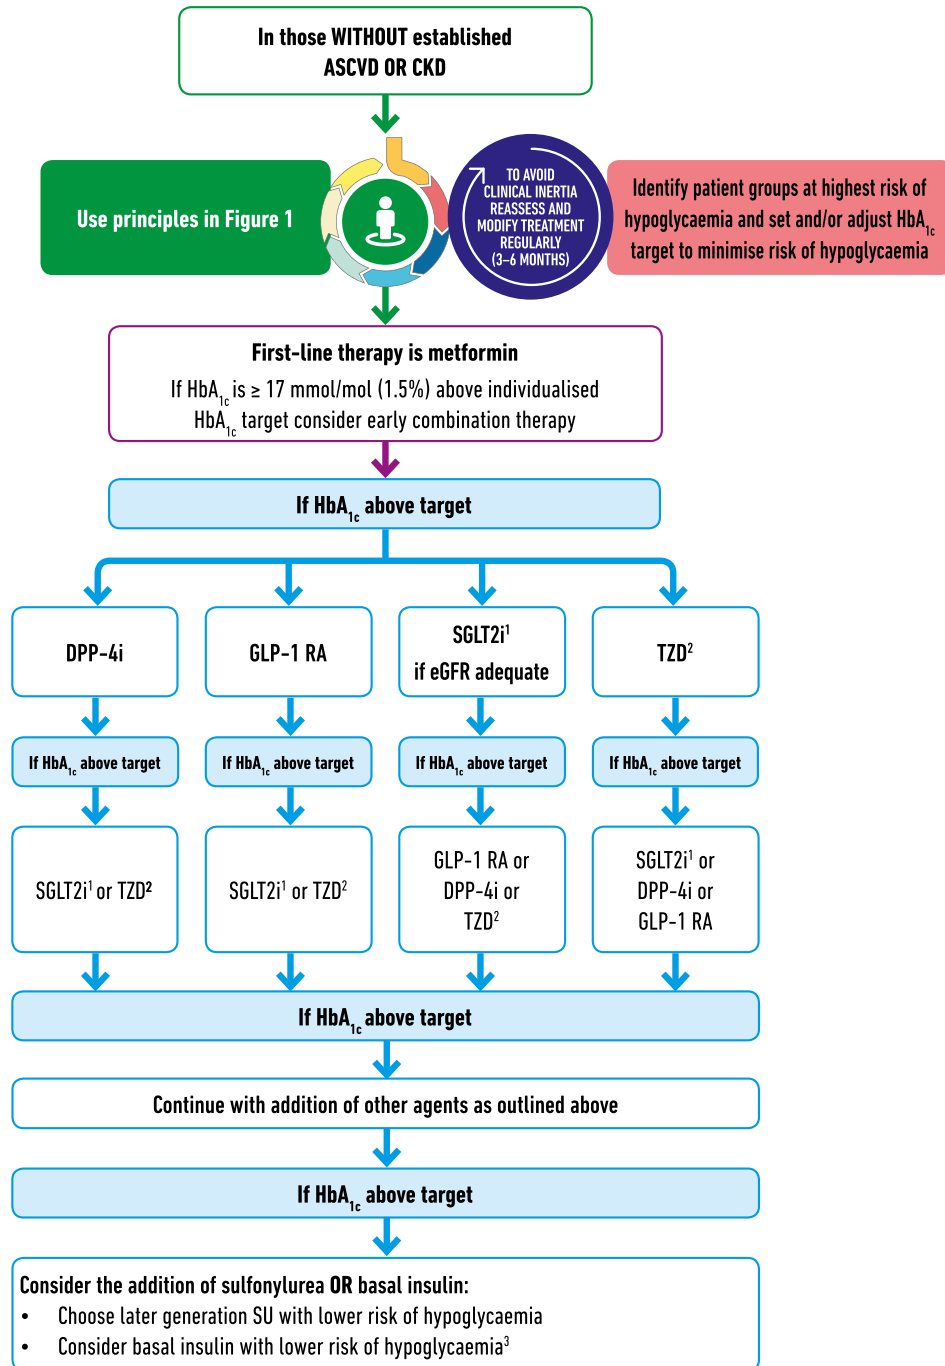 In those WITHOUT established
ASCVD OR CKD
Use principles in Figure 1
TO AVOID
CLINICAL INERTIA
REASSESS AND
MODIFY TREATMENT
REGULARLY
(3–6 MONTHS)
Identify patient groups at highest risk of
hypoglycaemia and set and/or adjust HbA1c
target to minimise risk of hypoglycaemia
First-line therapy is metformin
If HbA1c is ≥ 17 mmol/mol (1.5%) above individualised
HbA1c target consider early combination therapy
If HbA1c above target
DPP-4i
GLP-1 RA
SGLT2i¹
if eGFR adequate
TZD²
If HbA1c above target
If HbA1c above target
If HbA1c above target
If HbA1c above target
SGLT2i¹ or TZD²
SGLT2i¹ or TZD²
GLP-1 RA or
DPP-4i or
TZD²
SGLT2i¹ or
DPP-4i or
GLP-1 RA
If HbA1c above target
Continue with addition of other agents as outlined above
If HbA1c above target
Consider the addition of sulfonylurea OR basal insulin:
• Choose later generation SU with lower risk of hypoglycaemia
• Consider basal insulin with lower risk of hypoglycaemia³